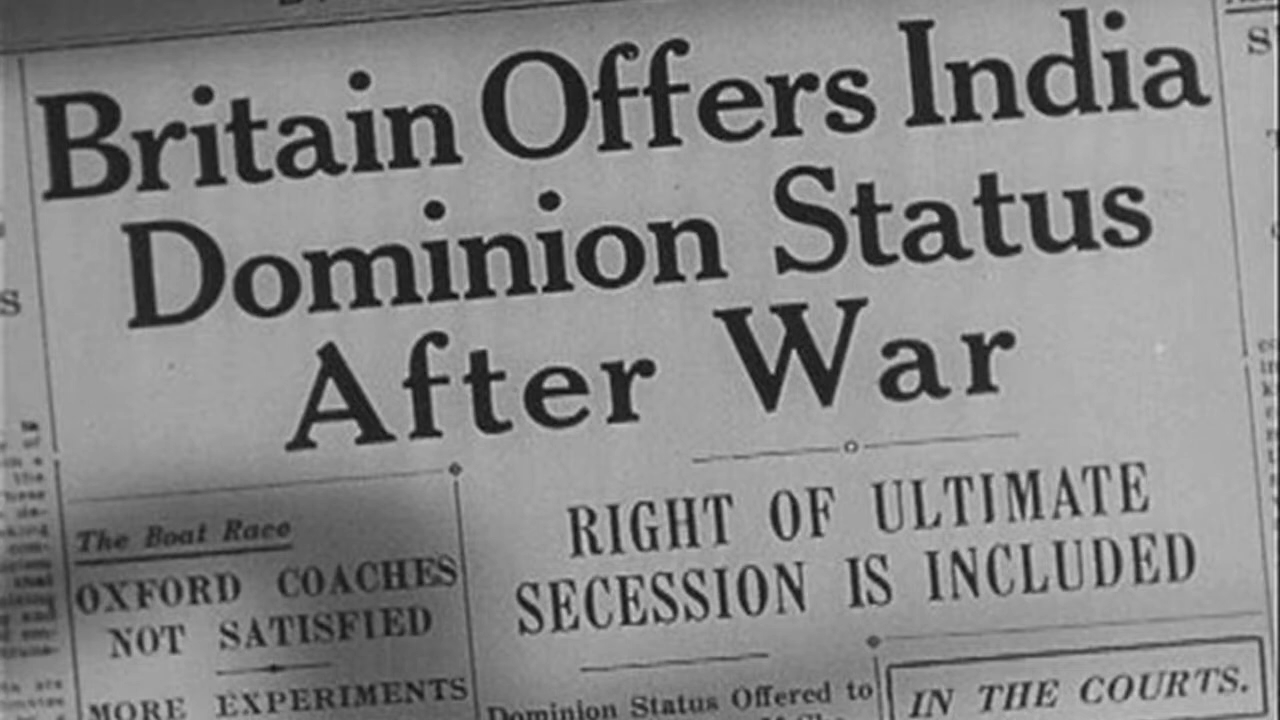 Britain Offers India
Dominion Status
After War
RIGHT OF ULTIMATE
SECESSION IS INCLUDED
The Boat Race
OXFORD COACHES
NOT SATISFIED
MORE EXPERIMENTS
Dominion Status Offered to
IN THE COURTS.